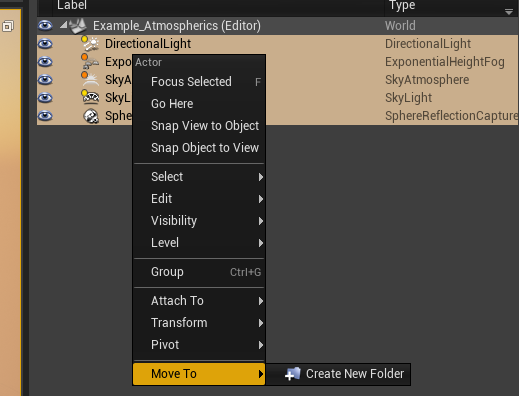 Label Type
Example_Atmospherics (Editor) World
DirectionalLight DirectionalLight
Expo ExponentialHeightFog
SkyA SkyAtmosphere
SkyL SkyLight
Sphe SphereReflectionCapture
Actor
Focus Selected F
Go Here
Snap View to Object
Snap Object to View
Select
Edit
Visibility
Level
Group Ctrl+G
Attach To
Transform
Pivot
Move To Create New Folder